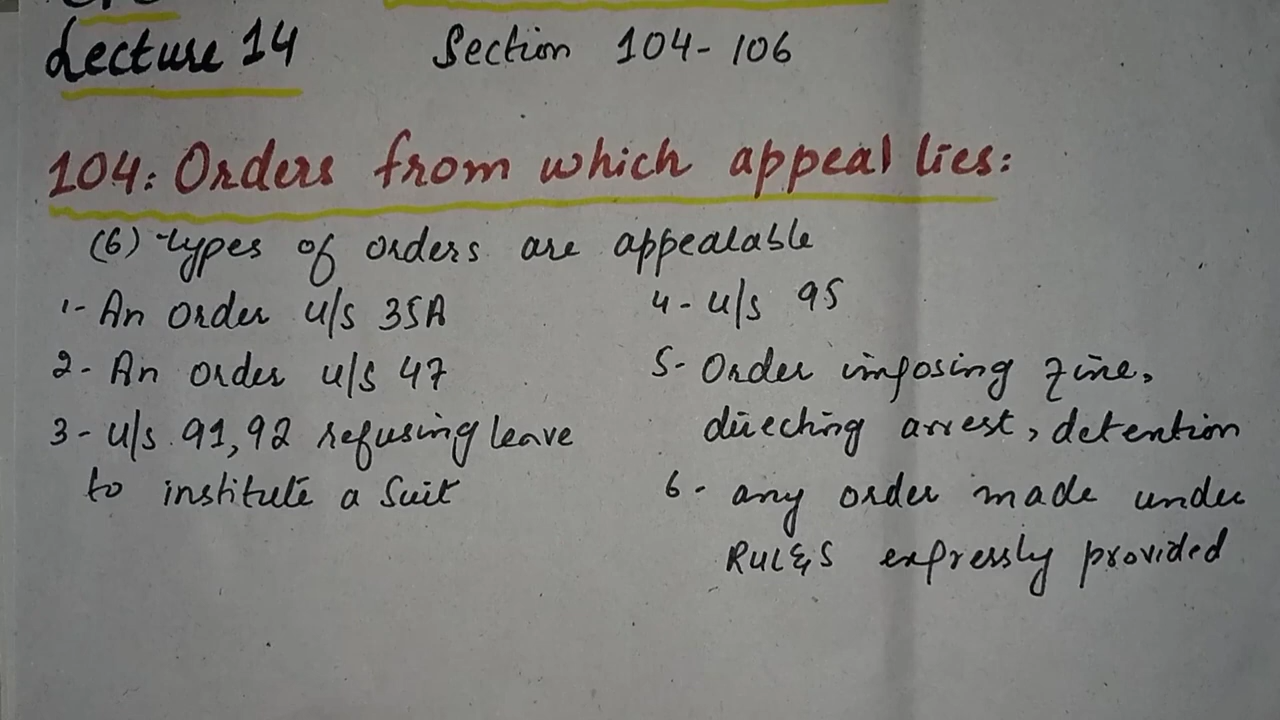 Lecture 14 Section 104-106
104: Orders from which appeal lies:
(6) types of orders are appealable
1- An order u/s 35A
2- An order u/s 47
3- u/s 91,92 refusing leave
to institute a suit
4- u/s 95
5- Order imposing fine,
directing arrest, detention
6- any order made under
RULES expressly provided